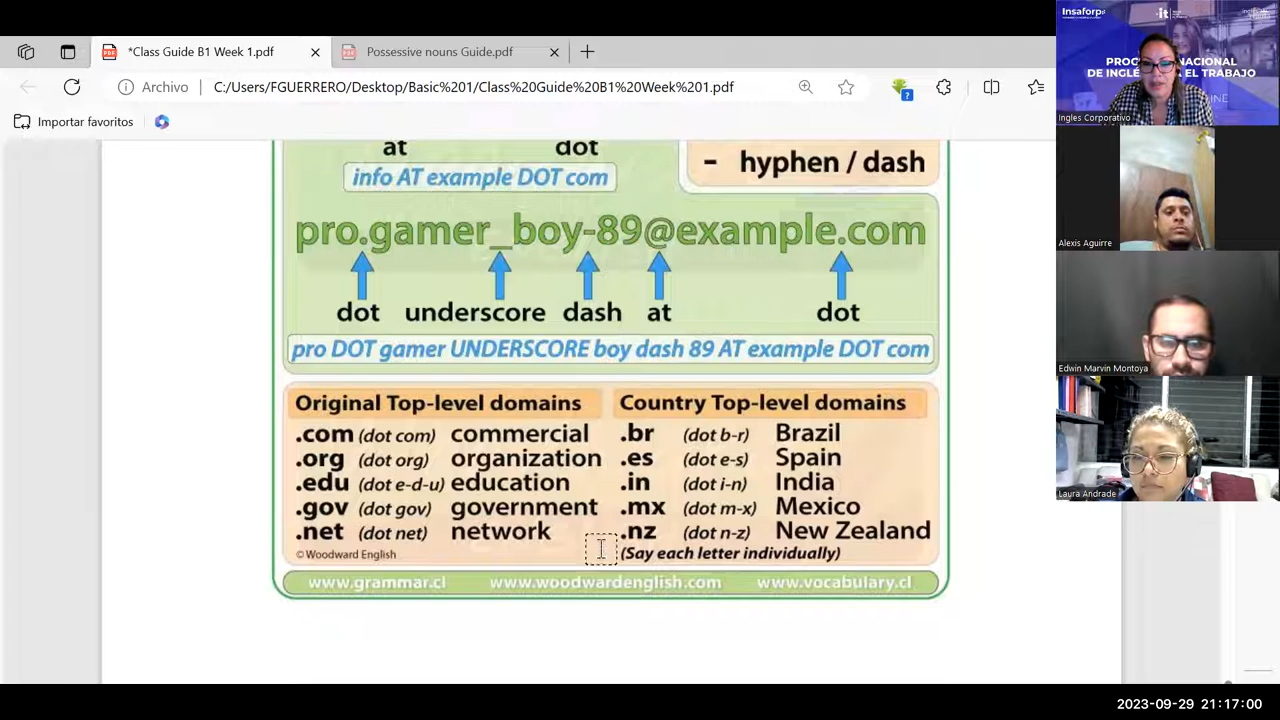 *Class Guide B1 Week 1.pdf
Possessive nouns Guide.pdf
Archivo
C:/Users/FGUERRERO/Desktop/Basic%201/Class%20Guide%20B1%20Week%201.pdf
Importar favoritos
at dot
info AT example DOT com
- hyphen / dash
pro.gamer_boy-89@example.com
dot underscore dash at dot
pro DOT gamer UNDERSCORE boy dash 89 AT example DOT com
Original Top-level domains
.com (dot com) commercial
.org (dot org) organization
.edu (dot e-d-u) education
.gov (dot gov) government
.net (dot net) network
© Woodward English
Country Top-level domains
.br (dot b-r) Brazil
.es (dot e-s) Spain
.in (dot i-n) India
.mx (dot m-x) Mexico
.nz (dot n-z) New Zealand
(Say each letter individually)
www.grammar.cl www.woodwardenglish.com www.vocabulary.cl
Insaforp
Ingles Corporativo
Alexis Aguirre
Edwin Marvin Montoya
Laura Andrade
2023-09-29 21:17:00